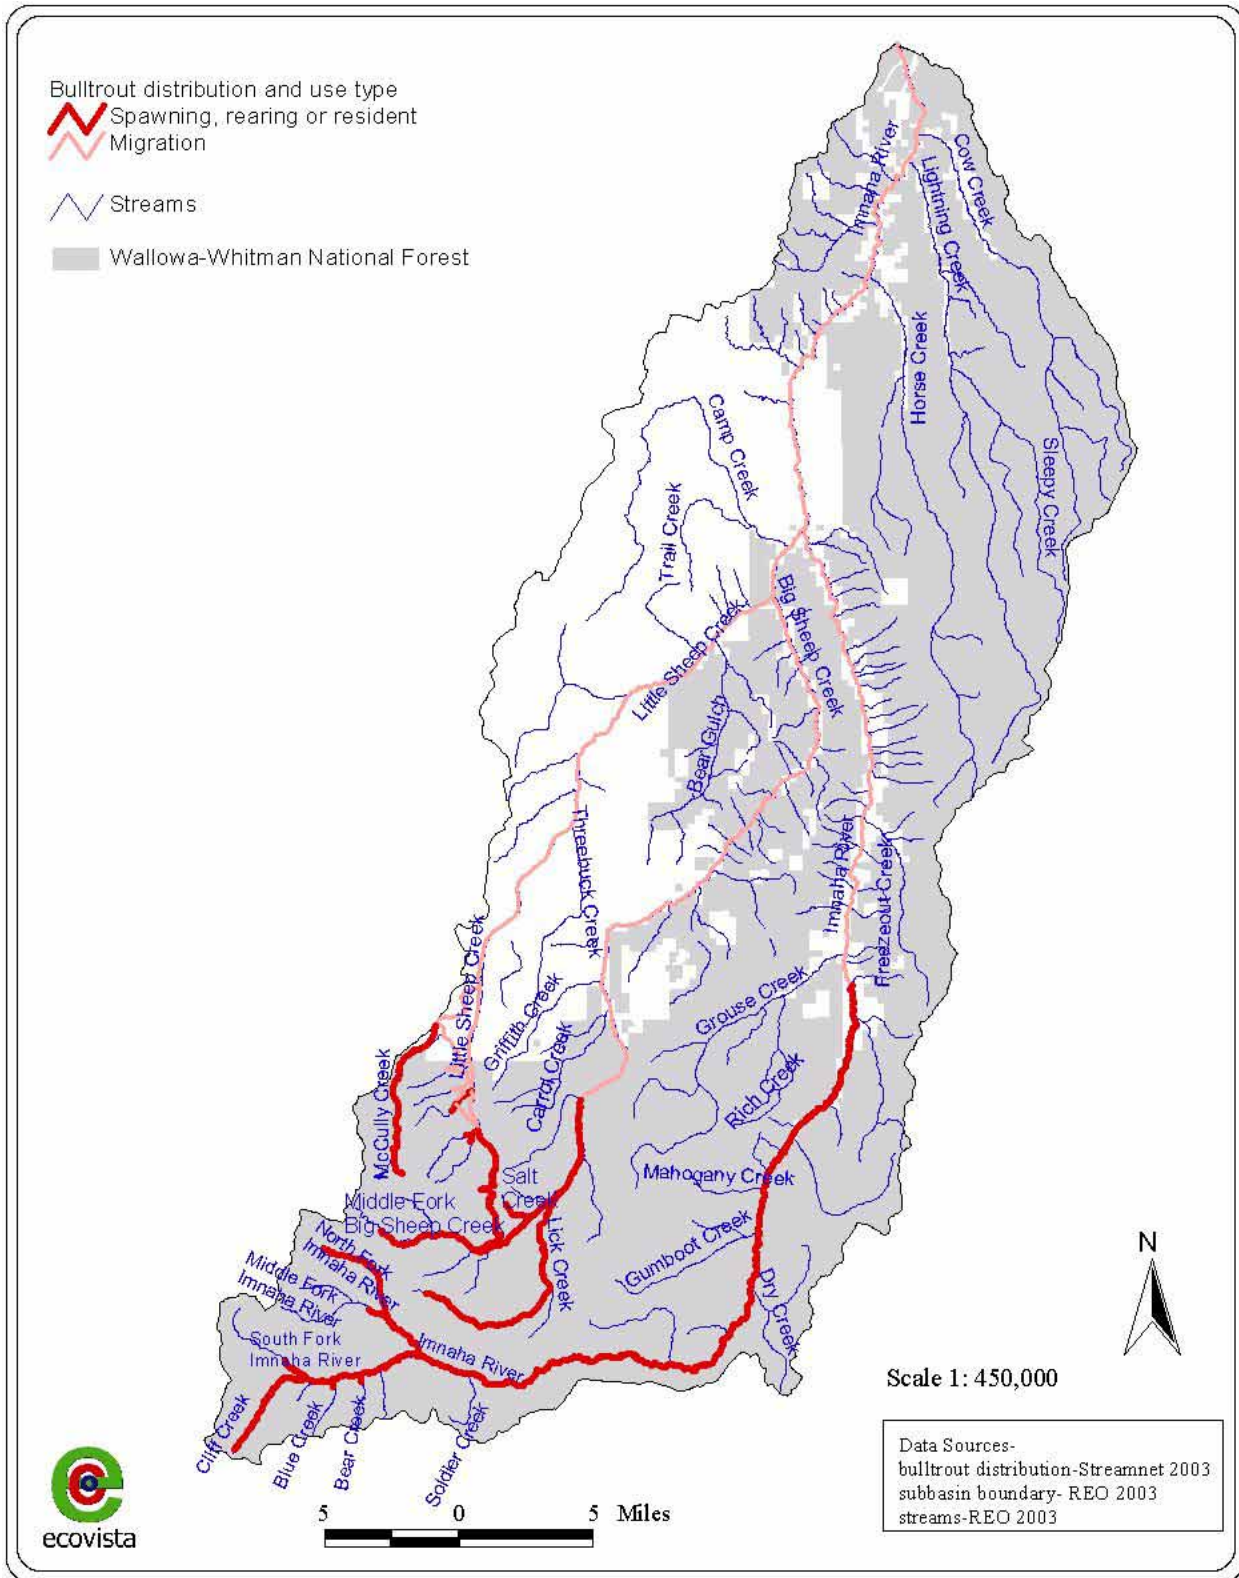 Bulltrout distribution and use type
Spawning, rearing or resident
Migration
Streams
Wallowa-Whitman National Forest
Imnaha River
Cow Creek
Lightning Creek
Horse Creek
Camp Creek
Sleepy Creek
Trail Creek
Big Sheep Creek
Little Sheep Creek
Bear Gulch
Threebuck Creek
Imnaha River
Freezeout Creek
Little Sheep Creek
Griffith Creek
Grouse Creek
Carrol Creek
Rich Creek
McCully Creek
Mahogany Creek
Salt
Creek
Middle Fork
Big Sheep Creek
Lick Creek
Gumboot Creek
North Fork
Imnaha River
Middle Fork
Imnaha River
Dry Creek
South Fork
Imnaha River
Imnaha River
Cliff Creek
Blue Creek
Bear Creek
Soldier Creek
N
Scale 1: 450,000
Data Sources-
bulltrout distribution-Streamnet 2003
subbasin boundary- REO 2003
streams-REO 2003
ecovista
5 0 5 Miles